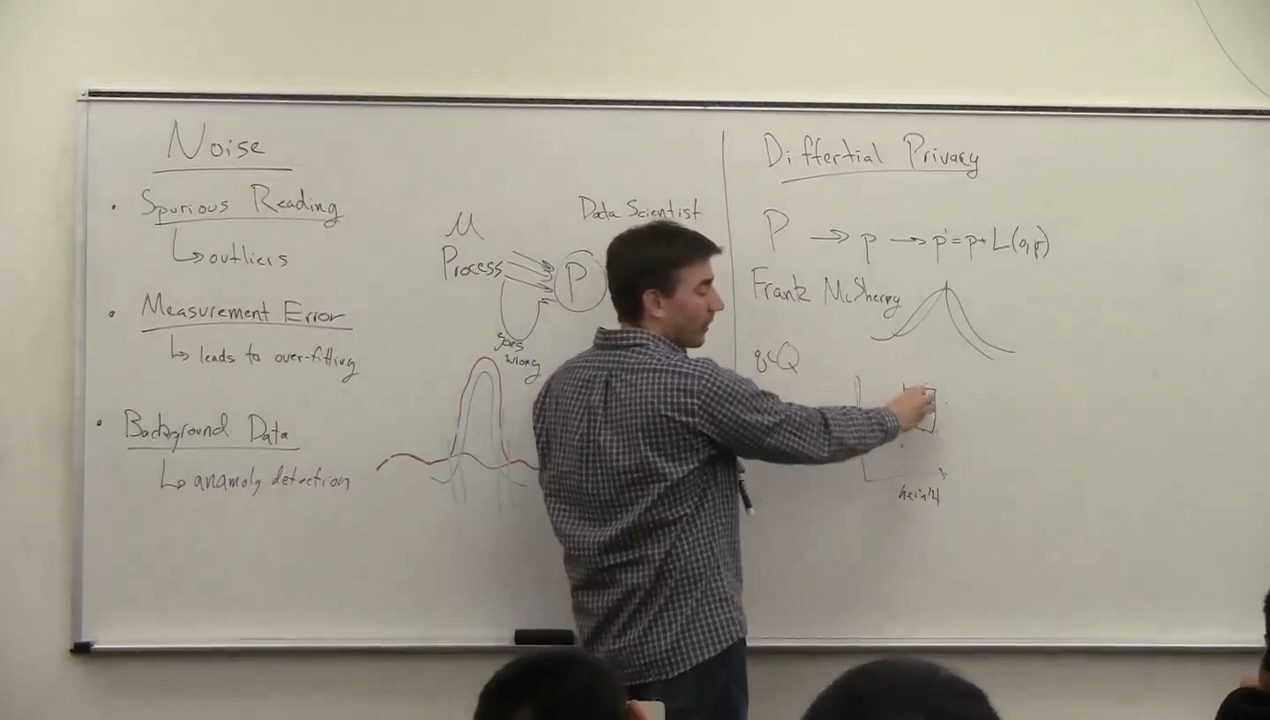 Noise
· Spurious Reading
↳ outliers
· Measurement Error
↳ leads to over-fitting
· Background Data
↳ anamoly detection
Data Scientist
μ
Process
P
goes
wrong
Differtial Privacy
P → p → p' = p +
Frank McSherry
q ⊂ Q
height